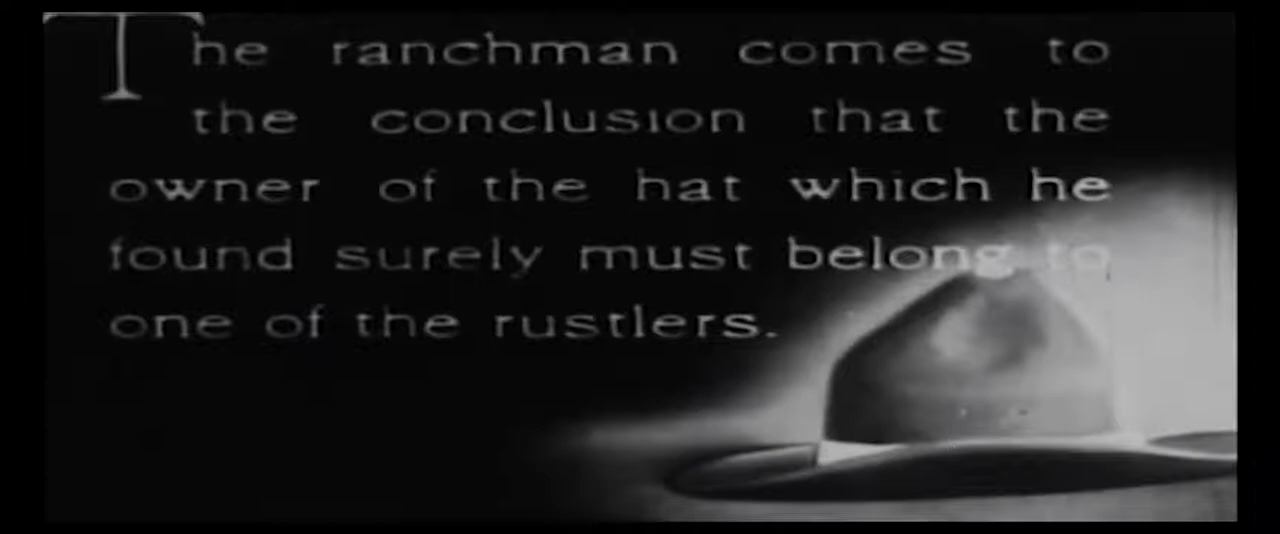 The ranchman comes to
the conclusion that the
owner of the hat which he
found surely must belong to
one of the rustlers.